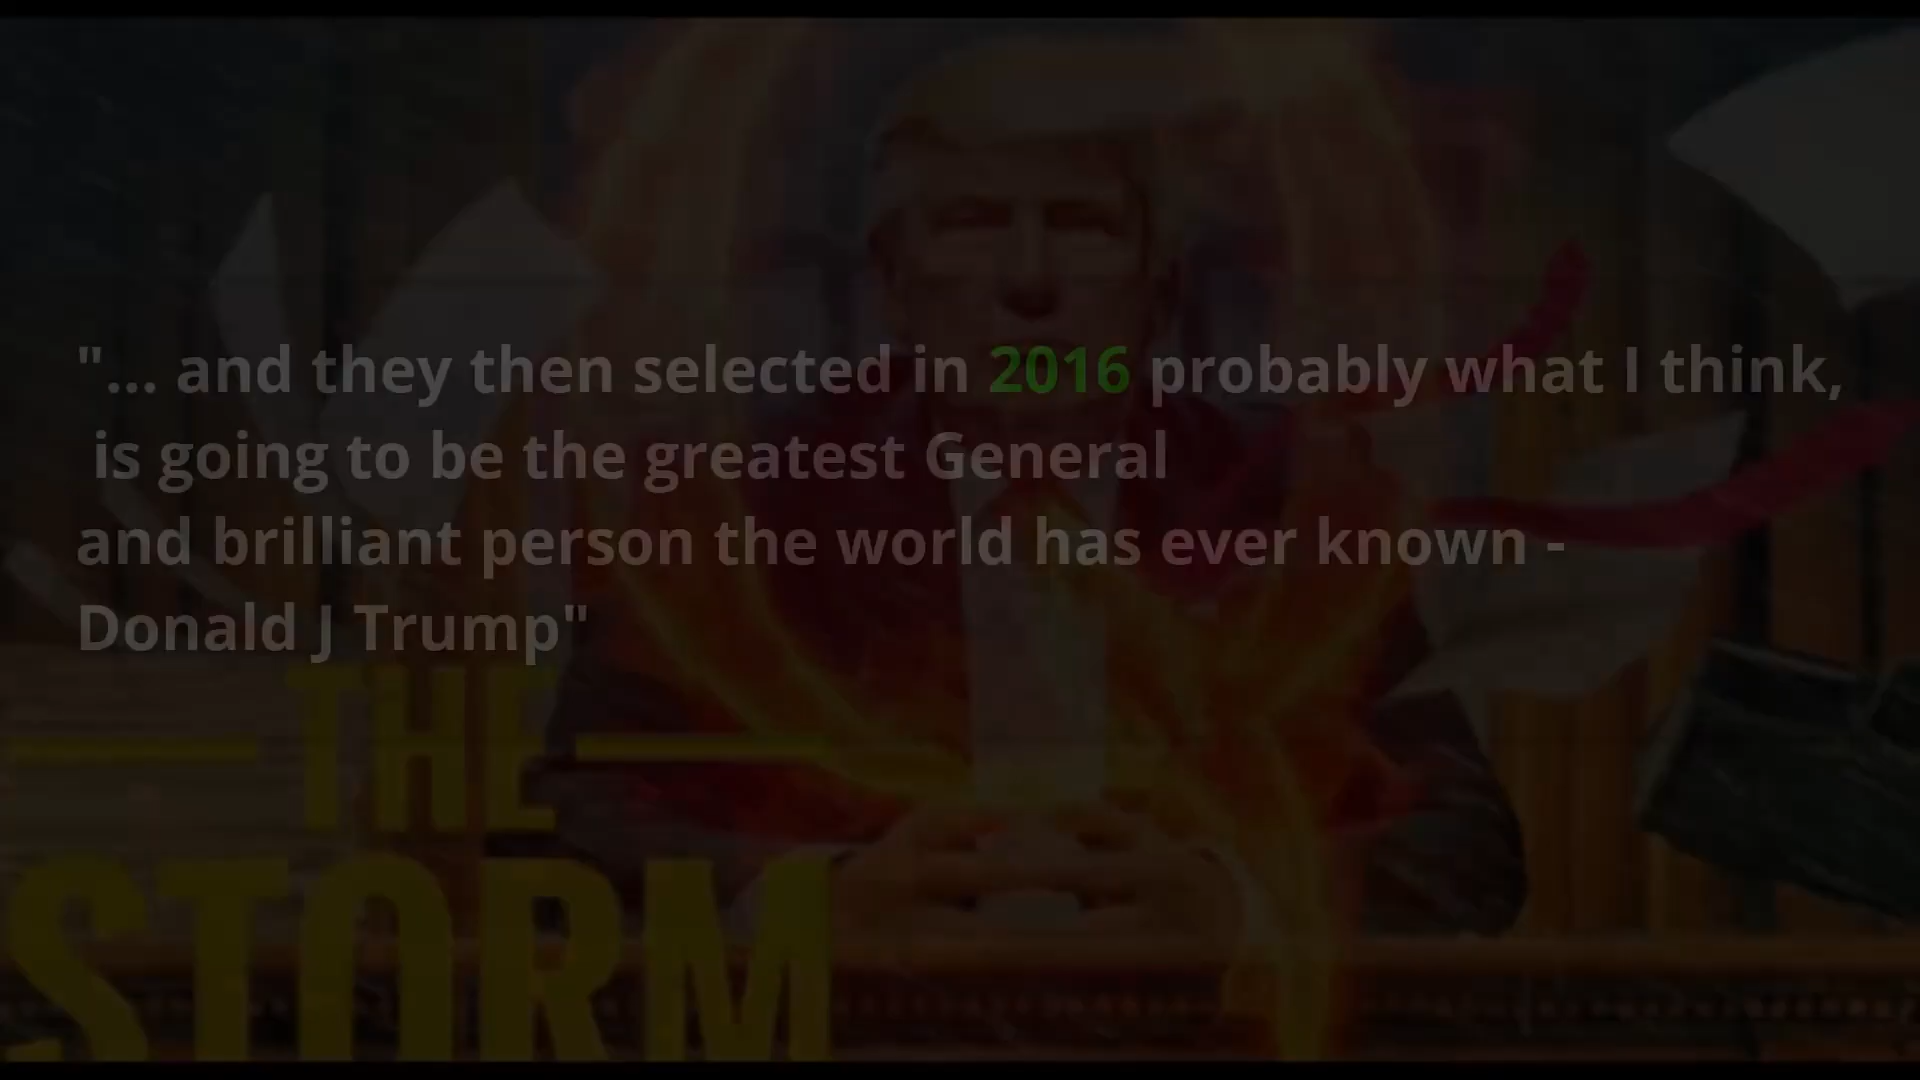 "... and they then selected in 2016 probably what I think,
is going to be the greatest General
and brilliant person the world has ever known -
Donald J Trump"
THE
STORM